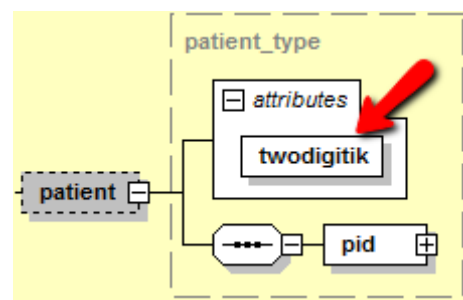 patient_type
attributes
twodigitik
patient
pid